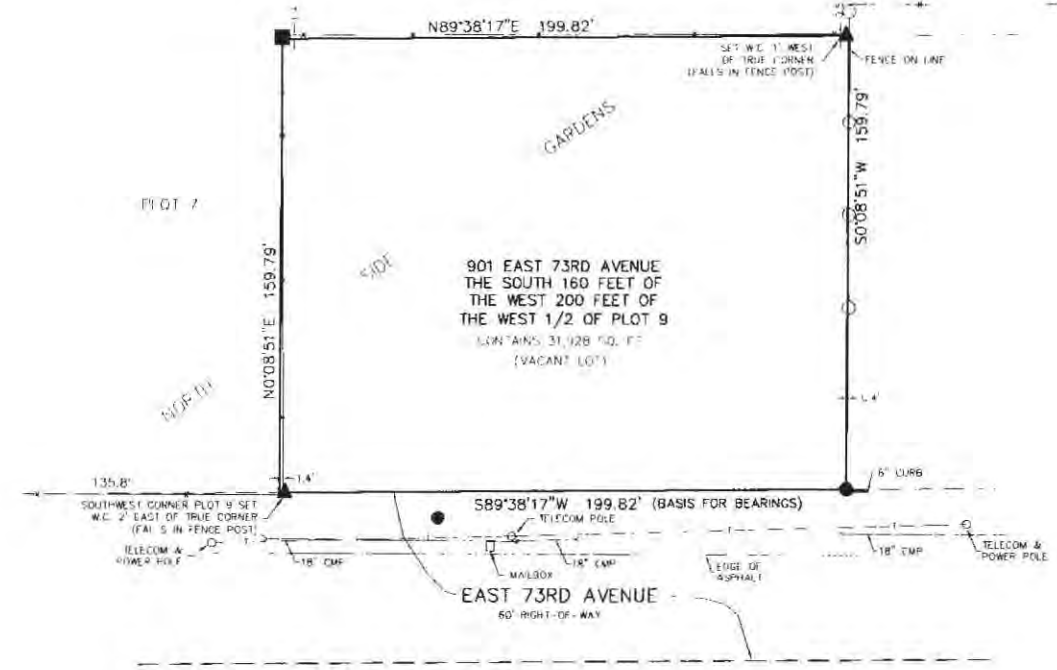 N89°38'17"E 199.82'
SET W.C. 1' WEST
OF TRUE CORNER
(FALLS IN FENCE POST)
FENCE ON LINE
S0°08'51"W 159.79'
GARDENS
PLOT 7
SIDE
N0°08'51"E 159.79'
901 EAST 73RD AVENUE
THE SOUTH 160 FEET OF
THE WEST 200 FEET OF
THE WEST 1/2 OF PLOT 9
CONTAINS 31,928 SQ. FT.
(VACANT LOT)
NORTH
135.8'
1.4'
6" CURB
SOUTHWEST CORNER PLOT 9 SET
W.C. 2' EAST OF TRUE CORNER
(FALLS IN FENCE POST)
S89°38'17"W 199.82' (BASIS FOR BEARINGS)
TELECOM POLE
TELECOM &
POWER POLE
18" CMP
MAILBOX
18" CMP
EDGE OF
ASPHALT
18" CMP
TELECOM &
POWER POLE
EAST 73RD AVENUE
60' RIGHT-OF-WAY